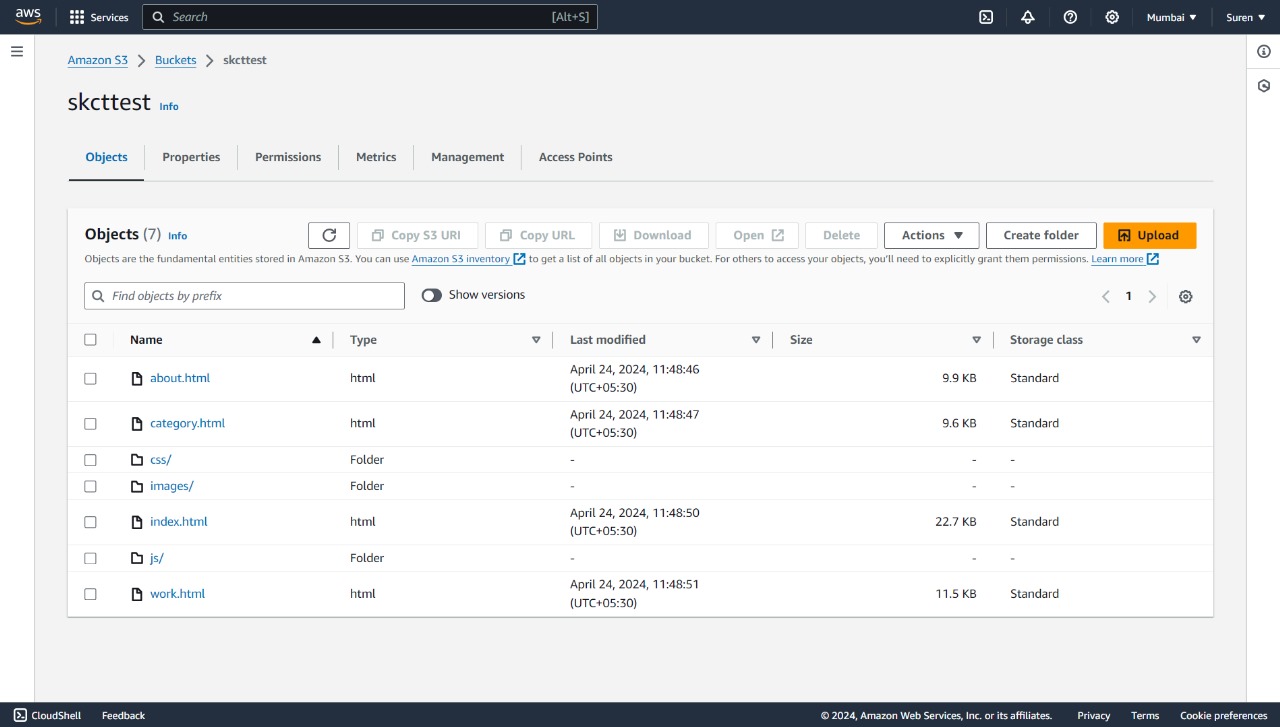 aws Services Search [Alt+S] Mumbai ▼ Suren ▼
Amazon S3 > Buckets > skcttest
skcttest Info
Objects Properties Permissions Metrics Management Access Points
Objects (7) Info Copy S3 URI Copy URL Download Open Delete Actions ▼ Create folder Upload
Objects are the fundamental entities stored in Amazon S3. You can use Amazon S3 inventory to get a list of all objects in your bucket. For others to access your objects, you'll need to explicitly grant them permissions. Learn more
Find objects by prefix Show versions < 1 >
Name Type Last modified Size Storage class
about.html html April 24, 2024, 11:48:46 (UTC+05:30) 9.9 KB Standard
category.html html April 24, 2024, 11:48:47 (UTC+05:30) 9.6 KB Standard
css/ Folder - - -
images/ Folder - - -
index.html html April 24, 2024, 11:48:50 (UTC+05:30) 22.7 KB Standard
js/ Folder - - -
work.html html April 24, 2024, 11:48:51 (UTC+05:30) 11.5 KB Standard
CloudShell Feedback © 2024, Amazon Web Services, Inc. or its affiliates. Privacy Terms Cookie preferences